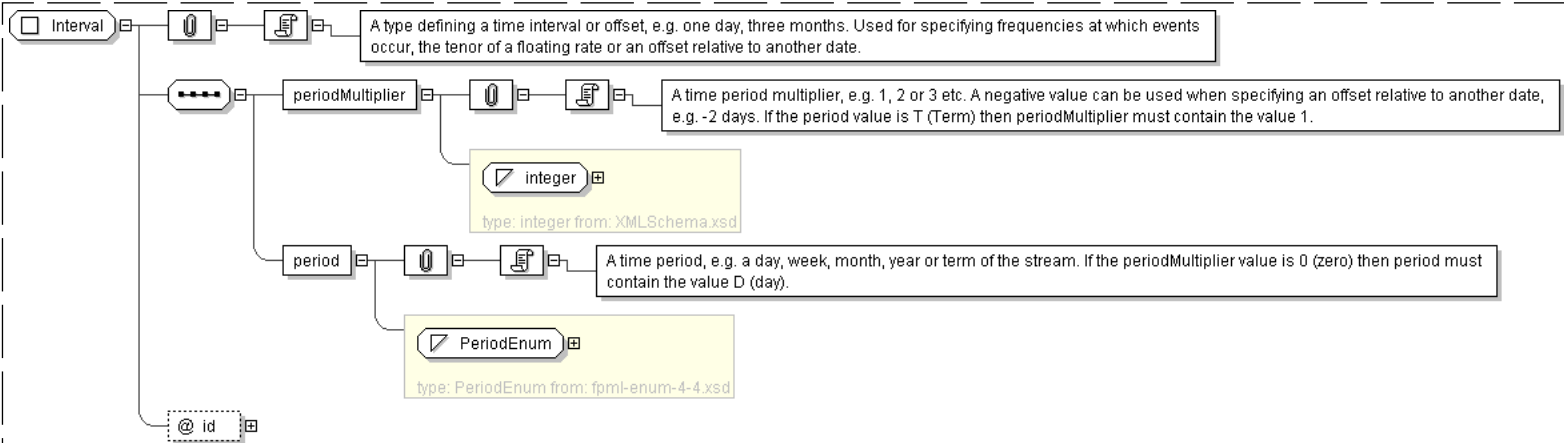 Interval
A type defining a time interval or offset, e.g. one day, three months. Used for specifying frequencies at which events
occur, the tenor of a floating rate or an offset relative to another date.
periodMultiplier
A time period multiplier, e.g. 1, 2 or 3 etc. A negative value can be used when specifying an offset relative to another date,
e.g. -2 days. If the period value is T (Term) then periodMultiplier must contain the value 1.
integer
type: integer from: XMLSchema.xsd
period
A time period, e.g. a day, week, month, year or term of the stream. If the periodMultiplier value is 0 (zero) then period must
contain the value D (day).
PeriodEnum
type: PeriodEnum from: fpml-enum-4-4.xsd
@ id